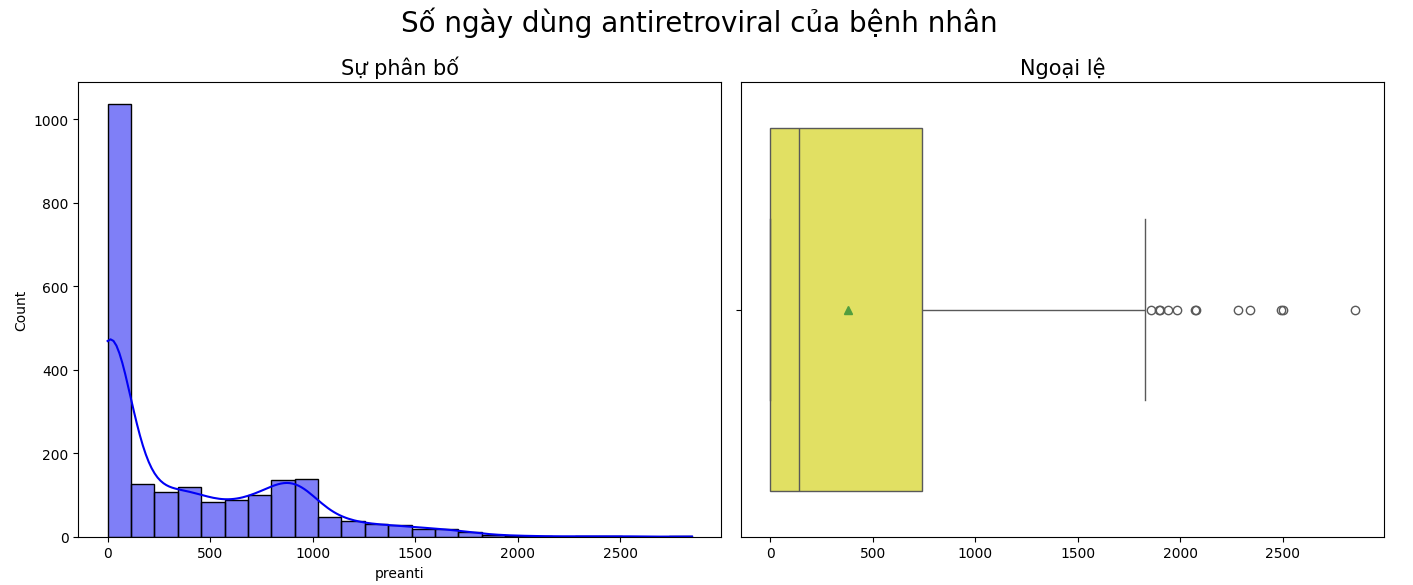 Số ngày dùng antiretroviral của bệnh nhân
Sự phân bố
1000
800
600
400
200
0
Count
0 500 1000 1500 2000 2500
preanti
Ngoại lệ
0 500 1000 1500 2000 2500